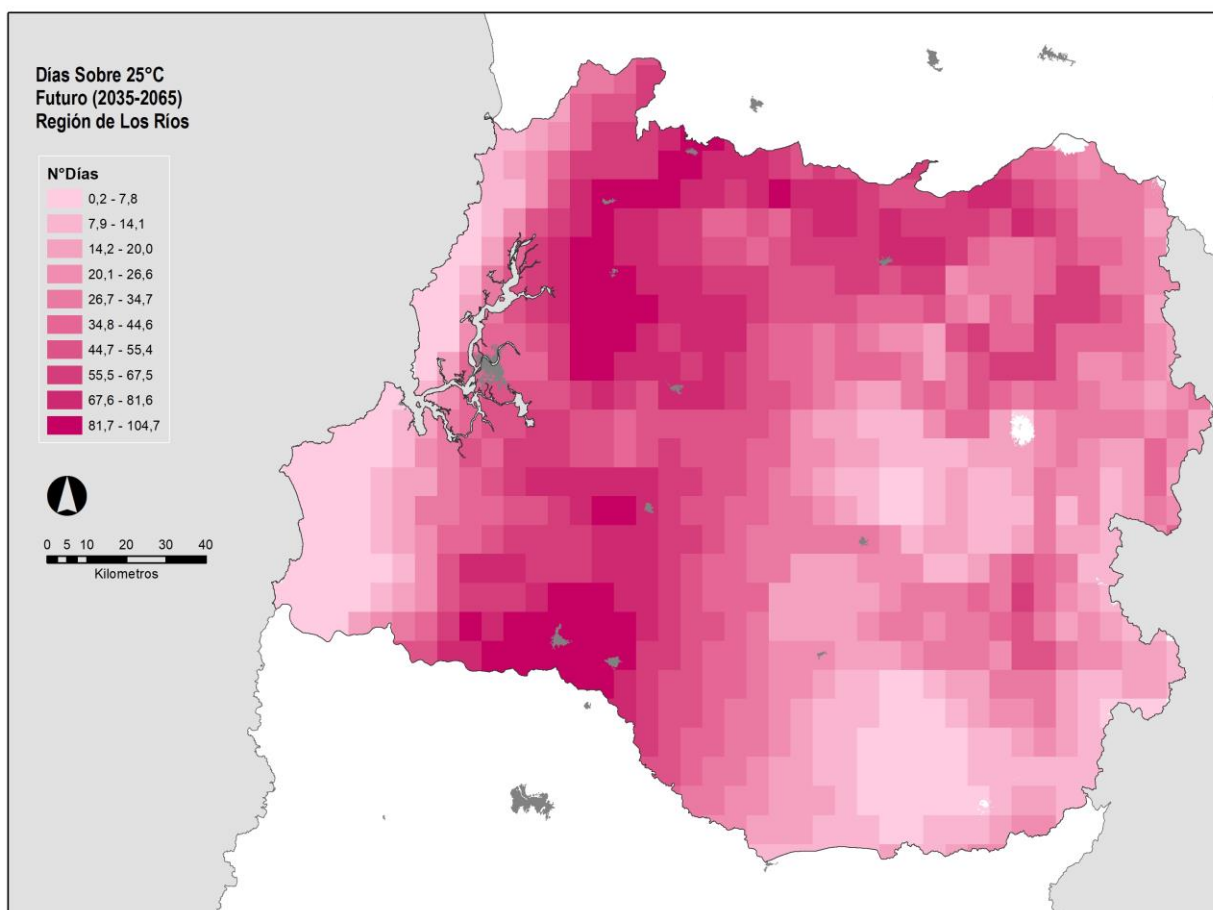 Días Sobre 25°C
Futuro (2035-2065)
Región de Los Ríos
N°Días
0,2 - 7,8
7,9 - 14,1
14,2 - 20,0
20,1 - 26,6
26,7 - 34,7
34,8 - 44,6
44,7 - 55,4
55,5 - 67,5
67,6 - 81,6
81,7 - 104,7
0 5 10 20 30 40
Kilometros